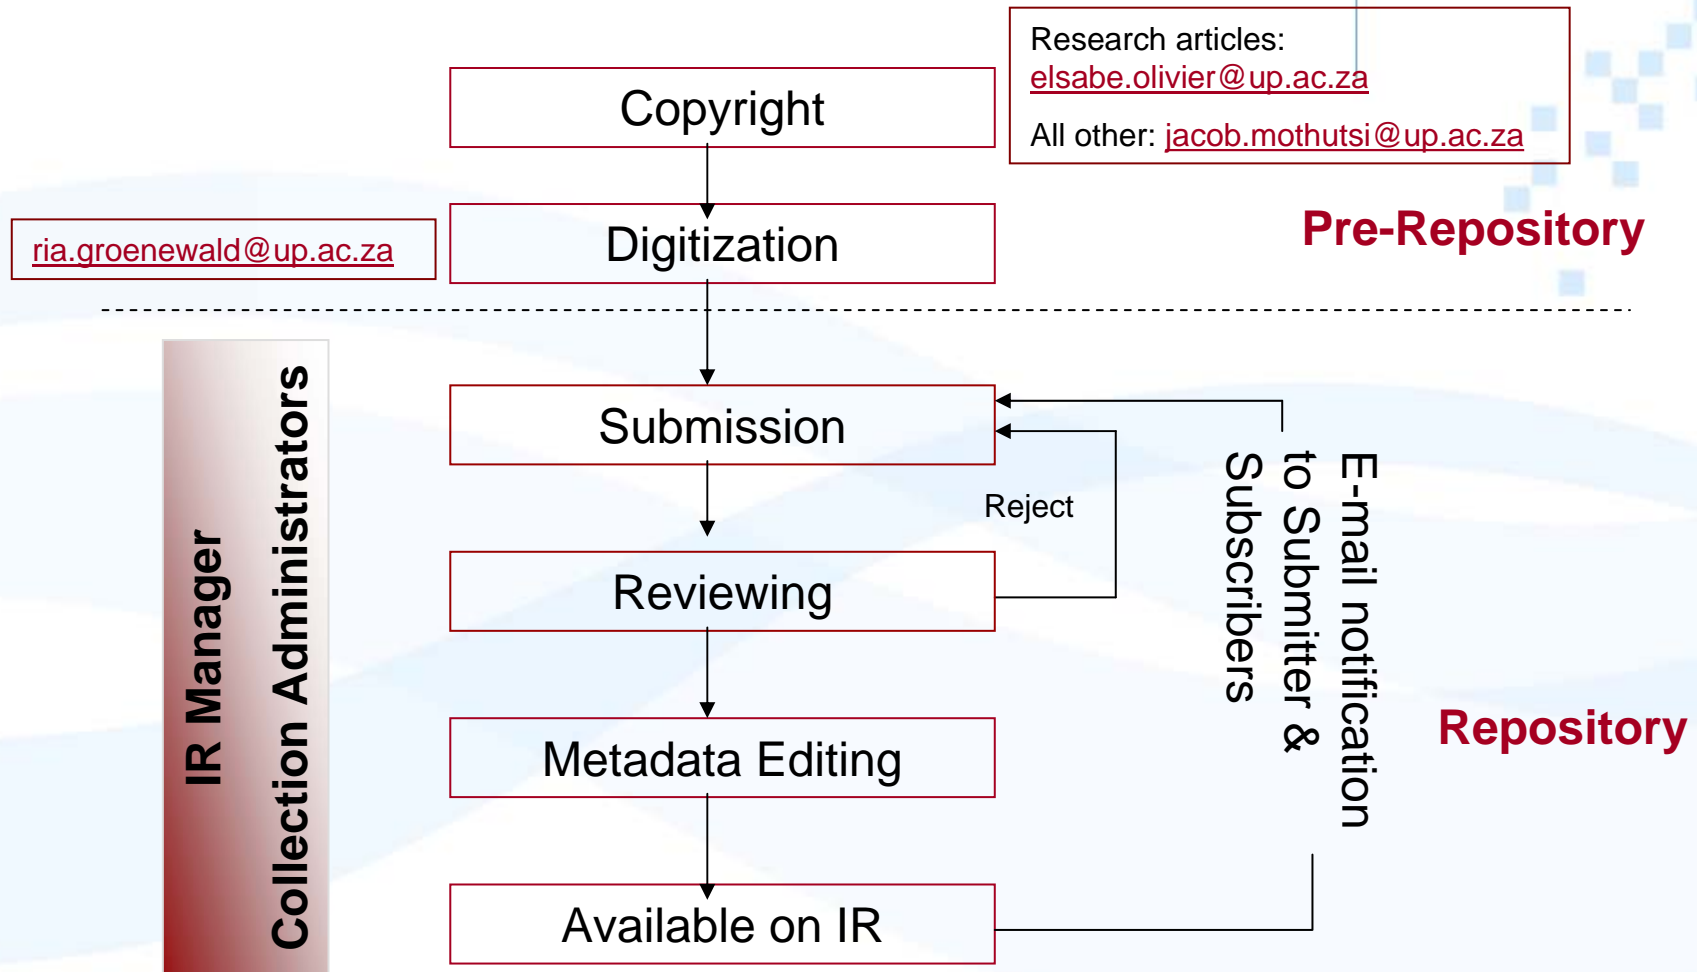 Research articles:
elsabe.olivier@up.ac.za
All other: jacob.mothutsi@up.ac.za
Copyright
Pre-Repository
Digitization
ria.groenewald@up.ac.za
IR Manager
Collection Administrators
Submission
Reject
Reviewing
E-mail notification
to Submitter &
Subscribers
Repository
Metadata Editing
Available on IR